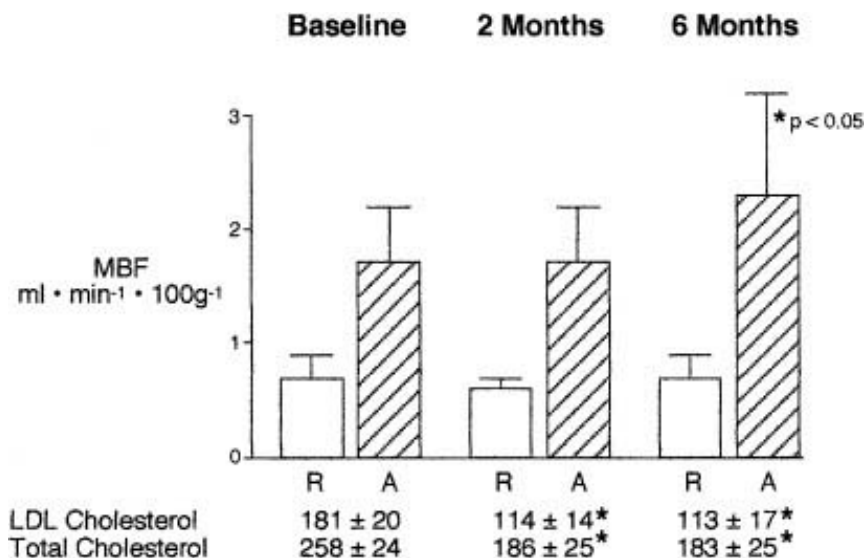 Baseline 2 Months 6 Months
3
* p < 0.05
2
MBF
ml • min⁻¹ • 100g⁻¹
1
0
R A R A R A
LDL Cholesterol 181 ± 20 114 ± 14* 113 ± 17*
Total Cholesterol 258 ± 24 186 ± 25* 183 ± 25*